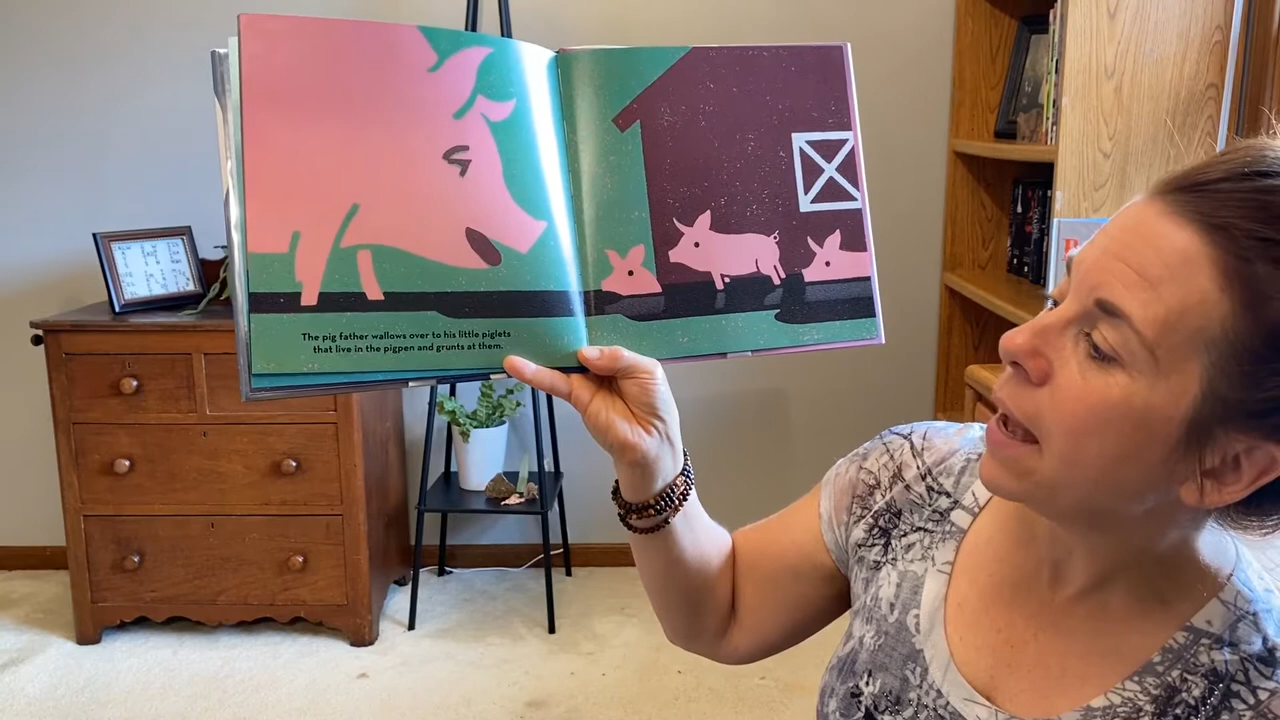 The pig father wallows over to his little piglets
that live in the pigpen and grunts at them.